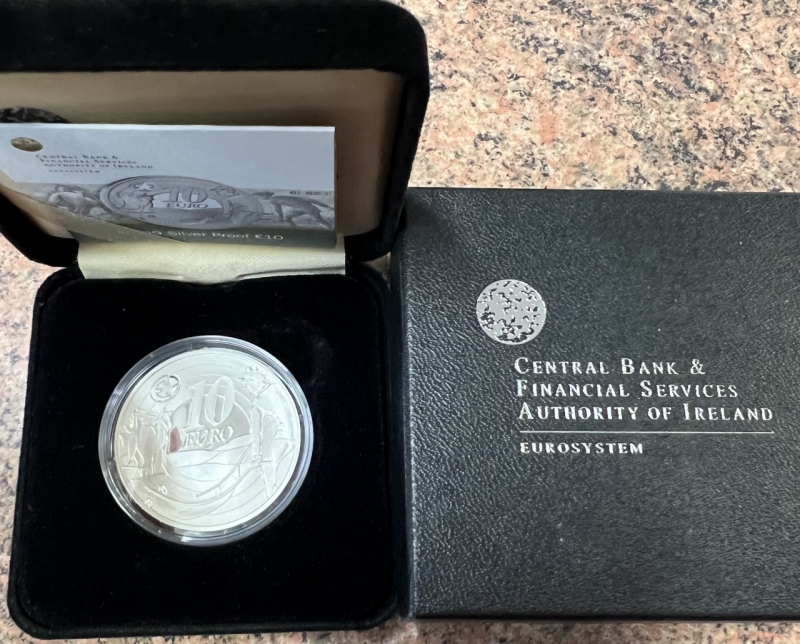 CENTRAL BANK &
FINANCIAL SERVICES
AUTHORITY OF IRELAND
EUROSYSTEM
10
EURO
Silver Proof €10
10
EURO
CENTRAL BANK &
FINANCIAL SERVICES
AUTHORITY OF IRELAND
EUROSYSTEM